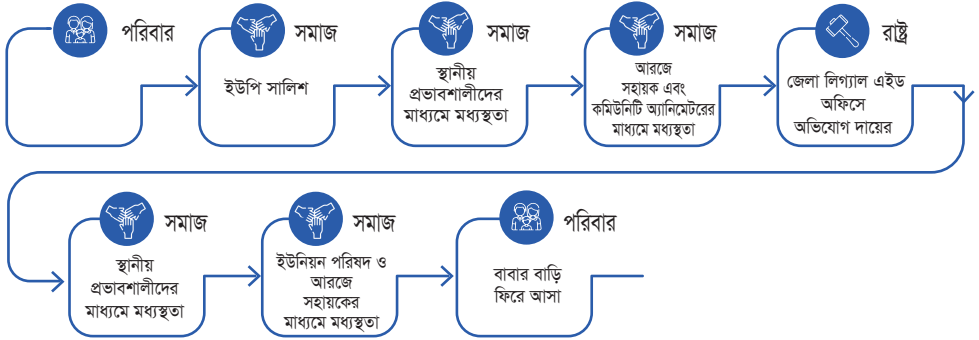 পরিবার
সমাজ
ইউপি সালিশ
সমাজ
স্থানীয়
প্রভাবশালীদের
মাধ্যমে মধ্যস্থতা
সমাজ
আরজে
সহায়ক এবং
কমিউনিটি অ্যানিমেটরের
মাধ্যমে মধ্যস্থতা
রাষ্ট্র
জেলা লিগ্যাল এইড
অফিসে
অভিযোগ দায়ের
সমাজ
স্থানীয়
প্রভাবশালীদের
মাধ্যমে মধ্যস্থতা
সমাজ
ইউনিয়ন পরিষদ ও
আরজে
সহায়কের
মাধ্যমে মধ্যস্থতা
পরিবার
বাবার বাড়ি
ফিরে আসা